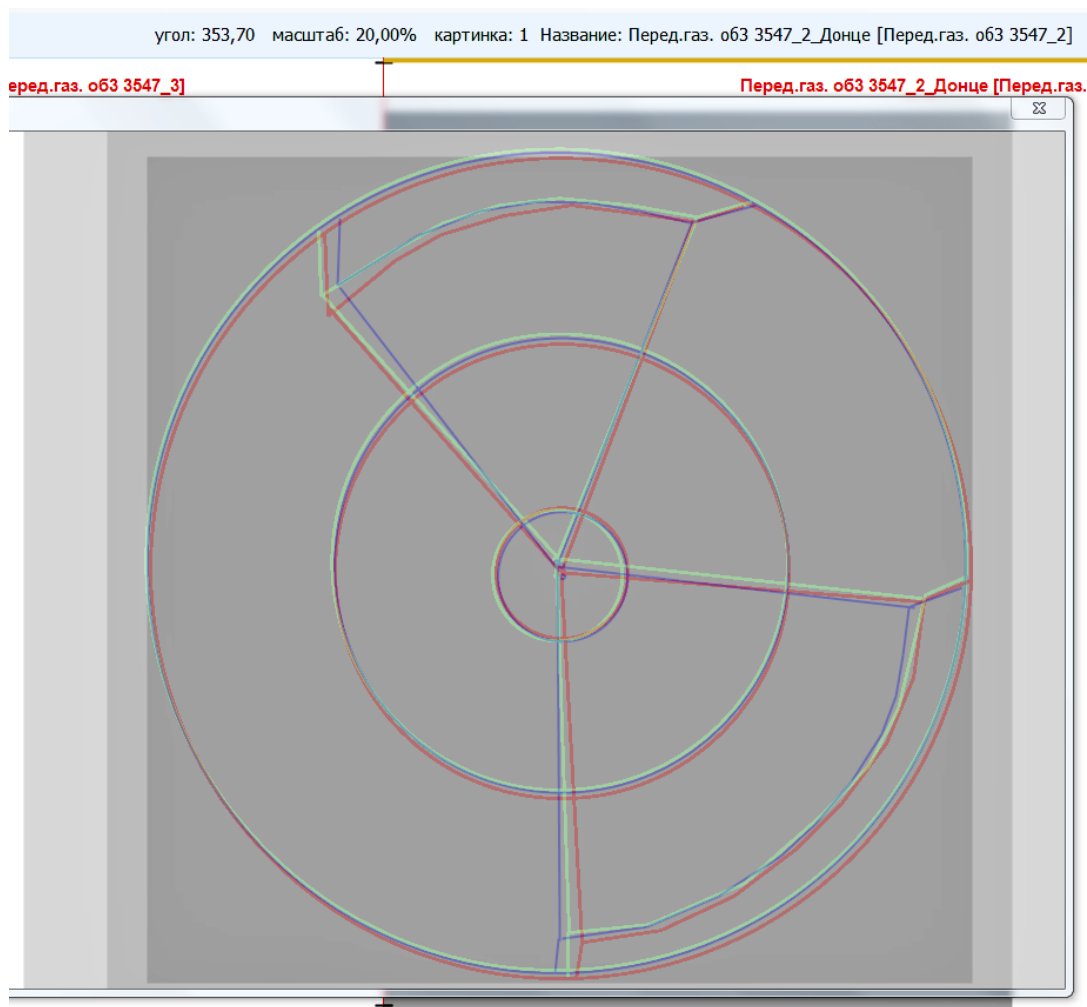 угол: 353,70 масштаб: 20,00% картинка: 1 Название: Перед.газ. об3 3547_2_Донце [Перед.газ. об3 3547_2]
еред.газ. об3 3547_3] Перед.газ. об3 3547_2_Донце [Перед.газ.